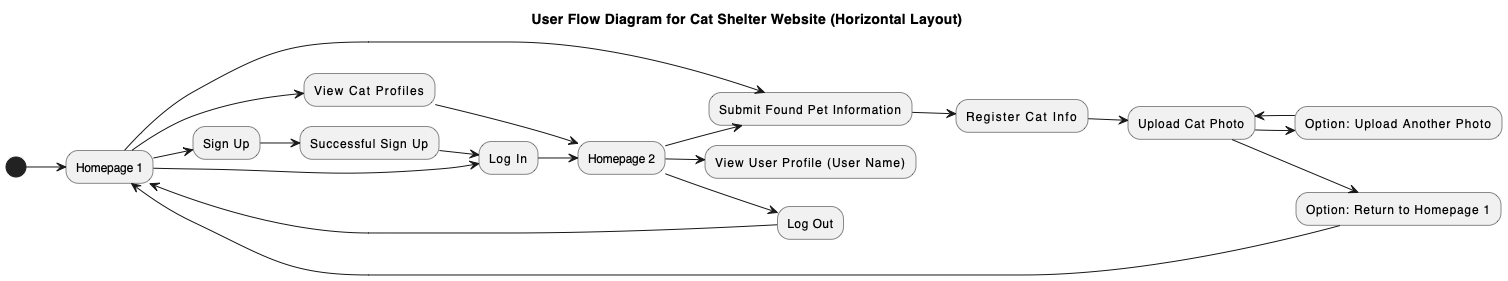 User Flow Diagram for Cat Shelter Website (Horizontal Layout)
View Cat Profiles
Submit Found Pet Information
Register Cat Info
Upload Cat Photo
Option: Upload Another Photo
Sign Up
Successful Sign Up
Log In
Homepage 2
View User Profile (User Name)
Homepage 1
Option: Return to Homepage 1
Log Out